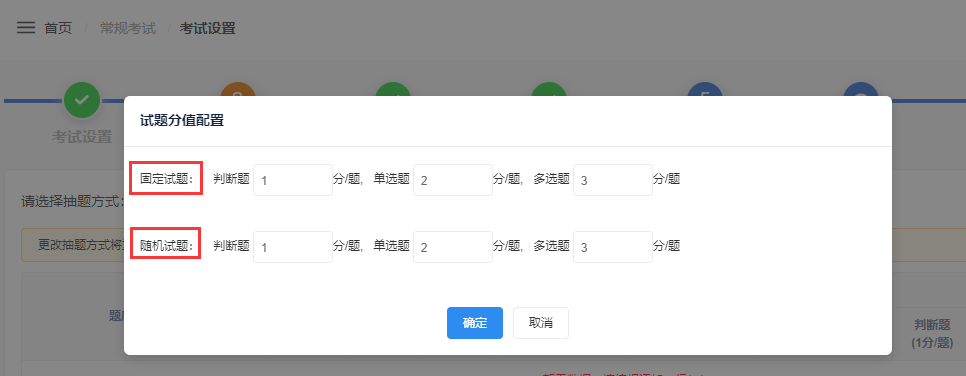 首页 / 常规考试 / 考试设置
5
考试设置
试题分值配置
固定试题： 判断题 1 分/题, 单选题 2 分/题, 多选题 3 分/题
请选择抽题方式：
随机试题： 判断题 1 分/题, 单选题 2 分/题, 多选题 3 分/题
更改抽题方式将
确定 取消
判断题
(1分/题)